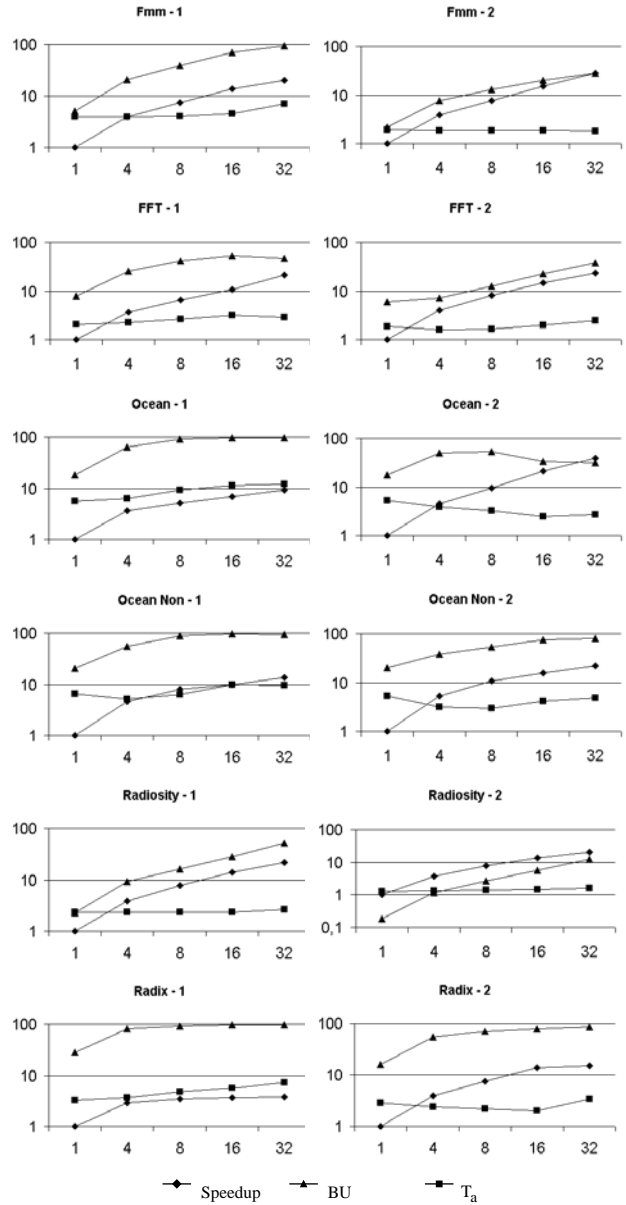 Fmm - 1
100
10
1
1 4 8 16 32
Fmm - 2
100
10
1
1 4 8 16 32
FFT - 1
100
10
1
1 4 8 16 32
FFT - 2
100
10
1
1 4 8 16 32
Ocean - 1
100
10
1
1 4 8 16 32
Ocean - 2
100
10
1
1 4 8 16 32
Ocean Non - 1
100
10
1
1 4 8 16 32
Ocean Non - 2
100
10
1
1 4 8 16 32
Radiosity - 1
100
10
1
1 4 8 16 32
Radiosity - 2
100
10
1
0,1
1 4 8 16 32
Radix - 1
100
10
1
1 4 8 16 32
Radix - 2
100
10
1
1 4 8 16 32
Speedup BU Ta